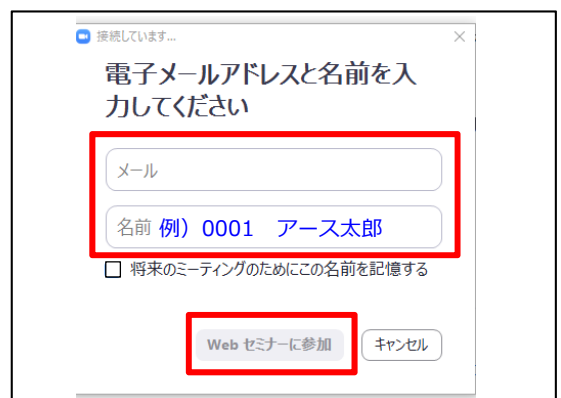 接続しています...
電子メールアドレスと名前を入
力してください
メール
名前 例）0001　アース太郎
将来のミーティングのためにこの名前を記憶する
Web セミナーに参加 キャンセル